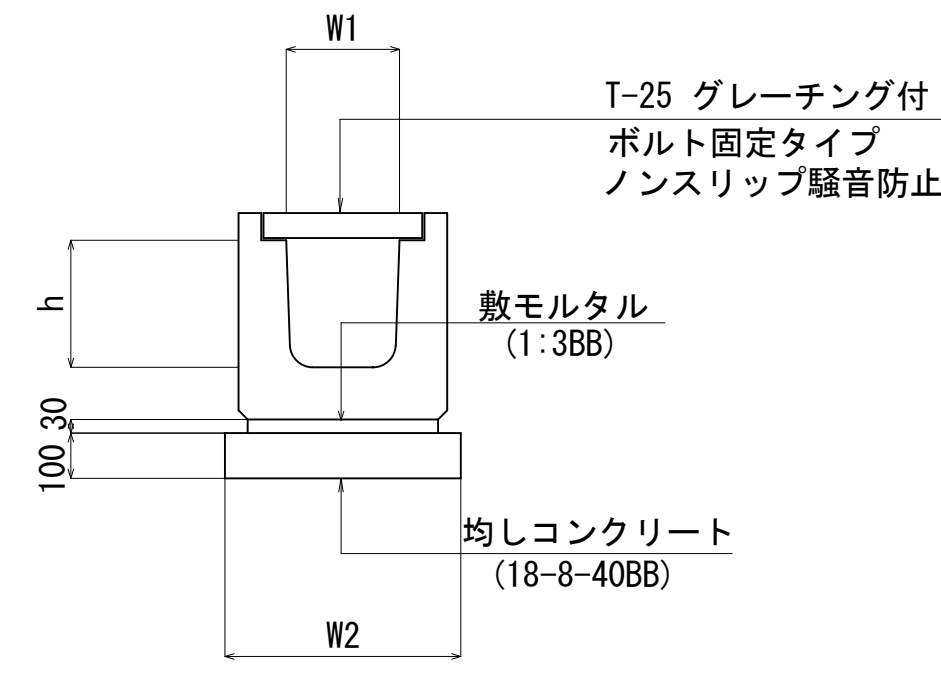 W1
T-25 グレーチング付
ボルト固定タイプ
ノンスリップ騒音防止
h
敷モルタル
(1:3BB)
30
100
均しコンクリート
(18-8-40BB)
W2